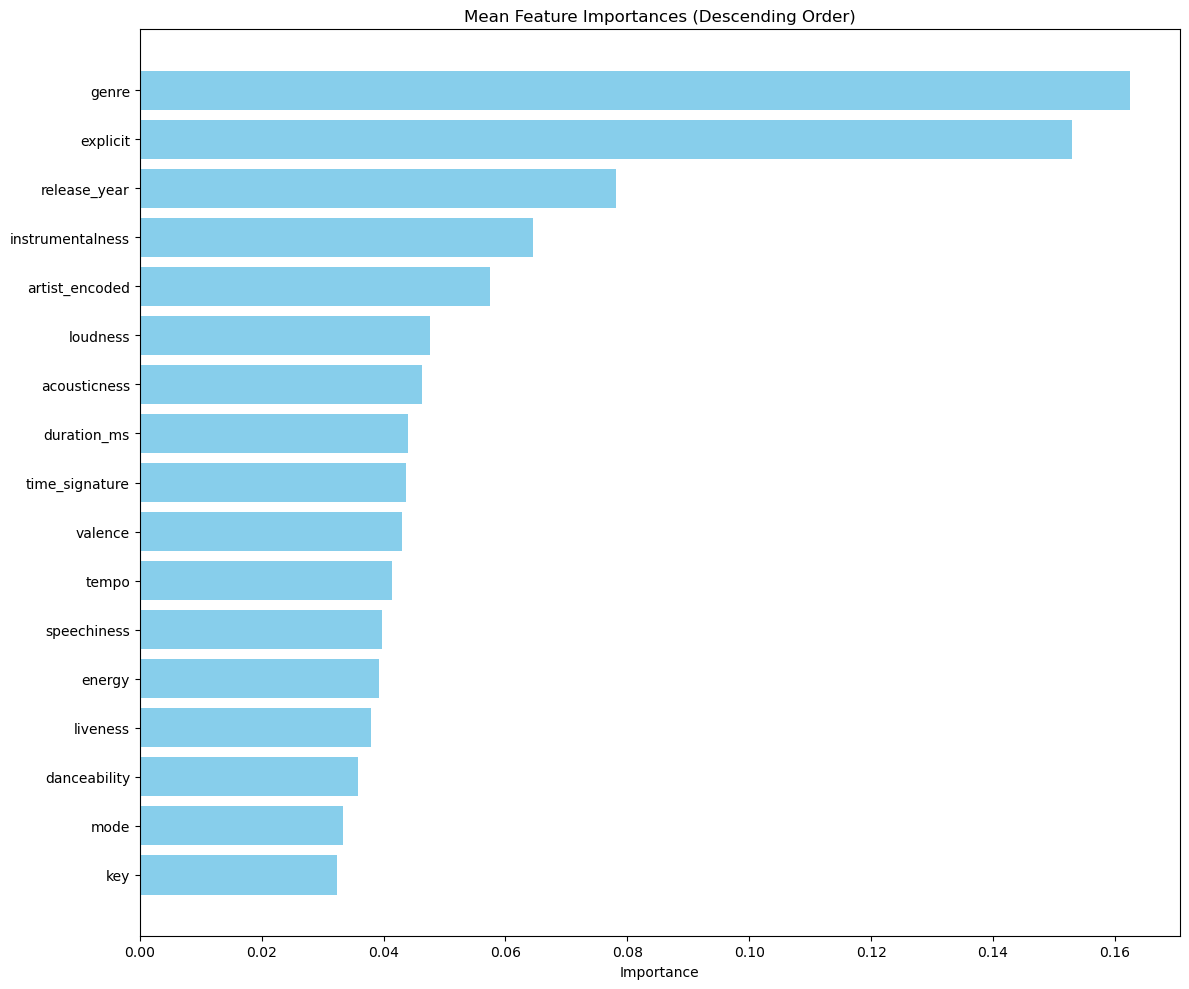 Mean Feature Importances (Descending Order)
genre
explicit
release_year
instrumentalness
artist_encoded
loudness
acousticness
duration_ms
time_signature
valence
tempo
speechiness
energy
liveness
danceability
mode
key
0.00 0.02 0.04 0.06 0.08 0.10 0.12 0.14 0.16
Importance